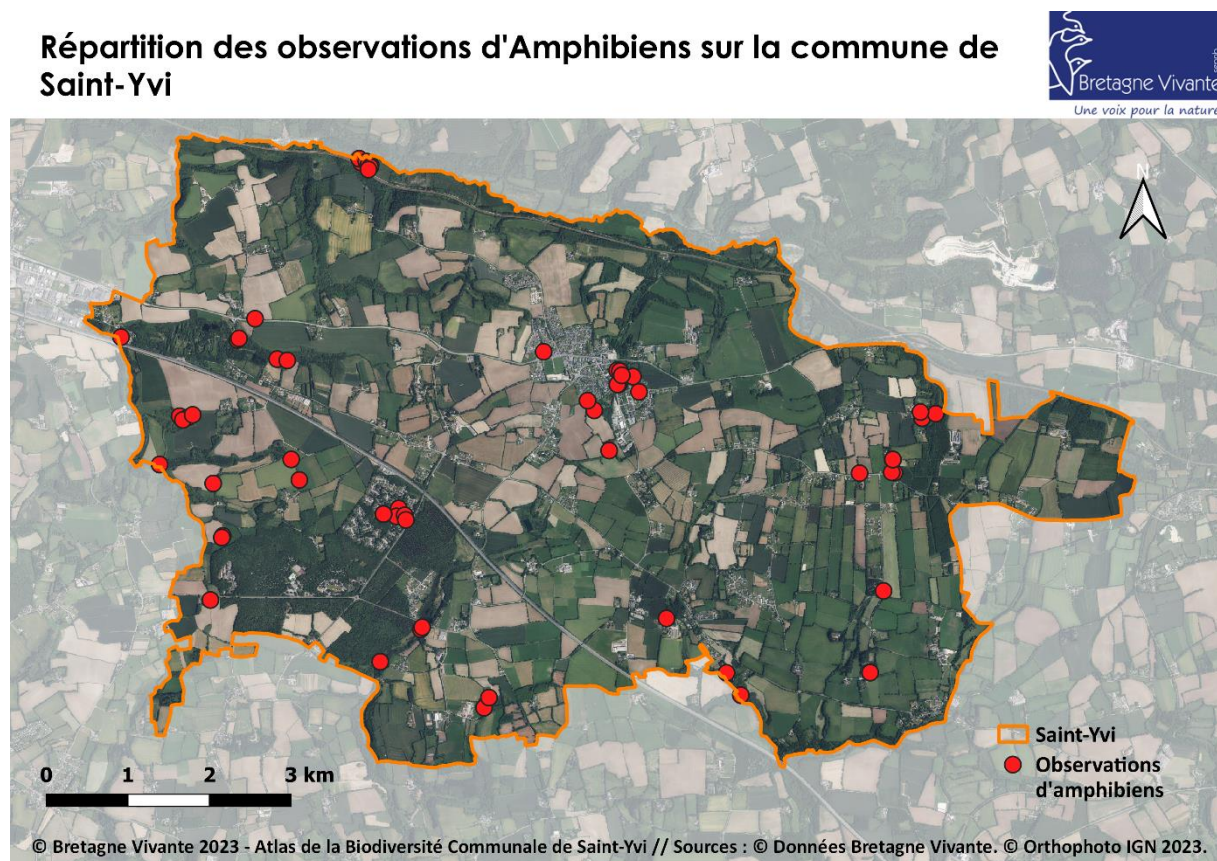 Répartition des observations d'Amphibiens sur la commune de
Saint-Yvi
Bretagne Vivante
Une voix pour la nature
N
Saint-Yvi
Observations
d'amphibiens
0 1 2 3 km
© Bretagne Vivante 2023 - Atlas de la Biodiversité Communale de Saint-Yvi // Sources : © Données Bretagne Vivante. © Orthophoto IGN 2023.